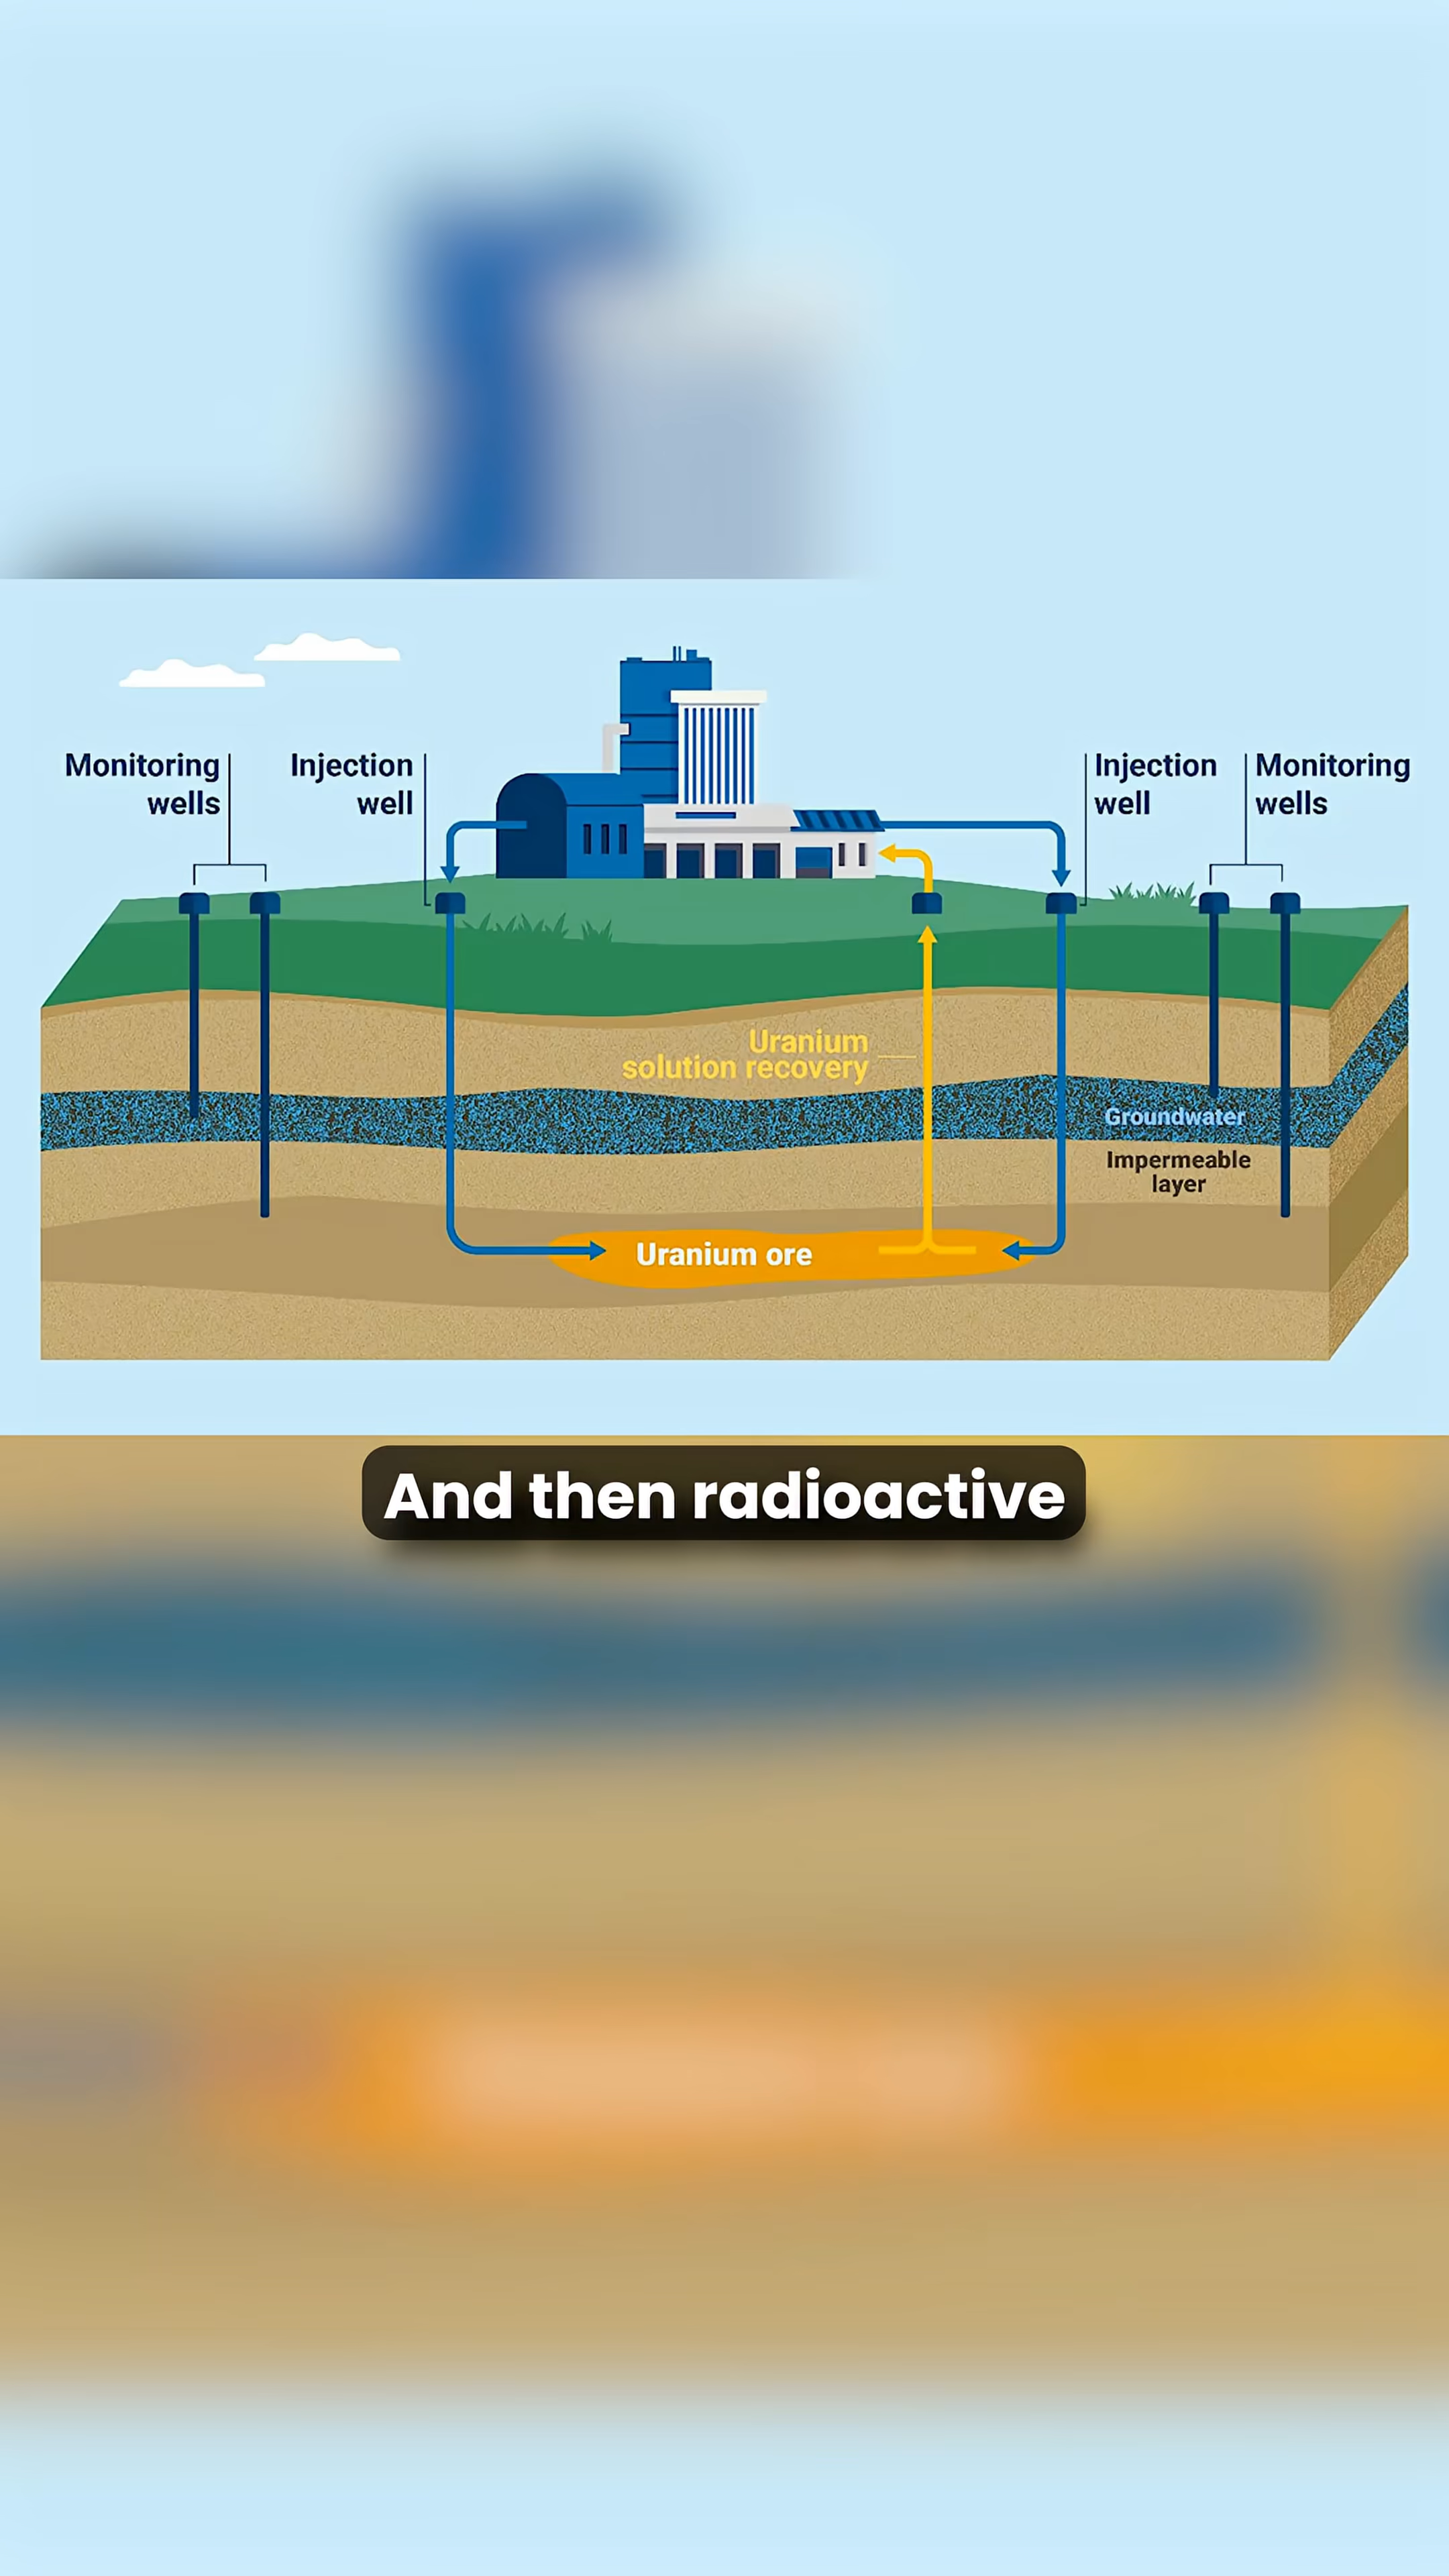 Monitoring
wells
Injection
well
Injection
well
Monitoring
wells
Uranium
solution recovery
Groundwater
Impermeable
layer
Uranium ore
And then radioactive